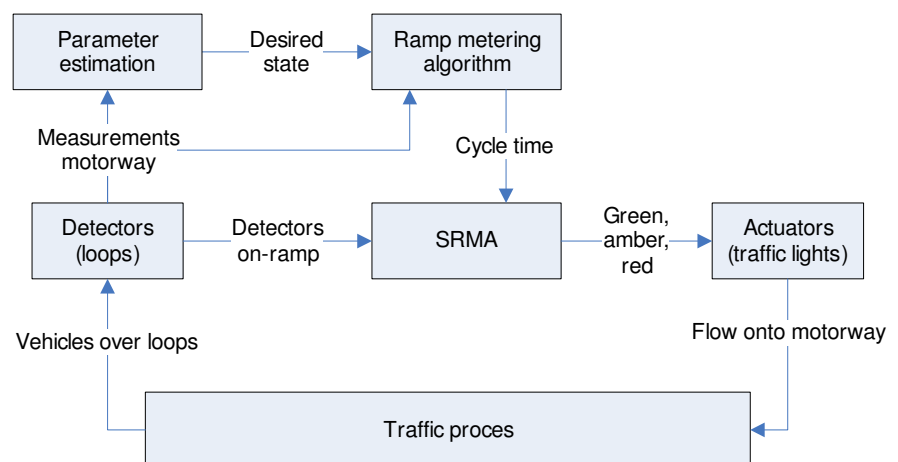 Parameter
estimation
Desired
state
Ramp metering
algorithm
Measurements
motorway
Cycle time
Detectors
(loops)
Detectors
on-ramp
SRMA
Green,
amber,
red
Actuators
(traffic lights)
Vehicles over loops
Flow onto motorway
Traffic proces